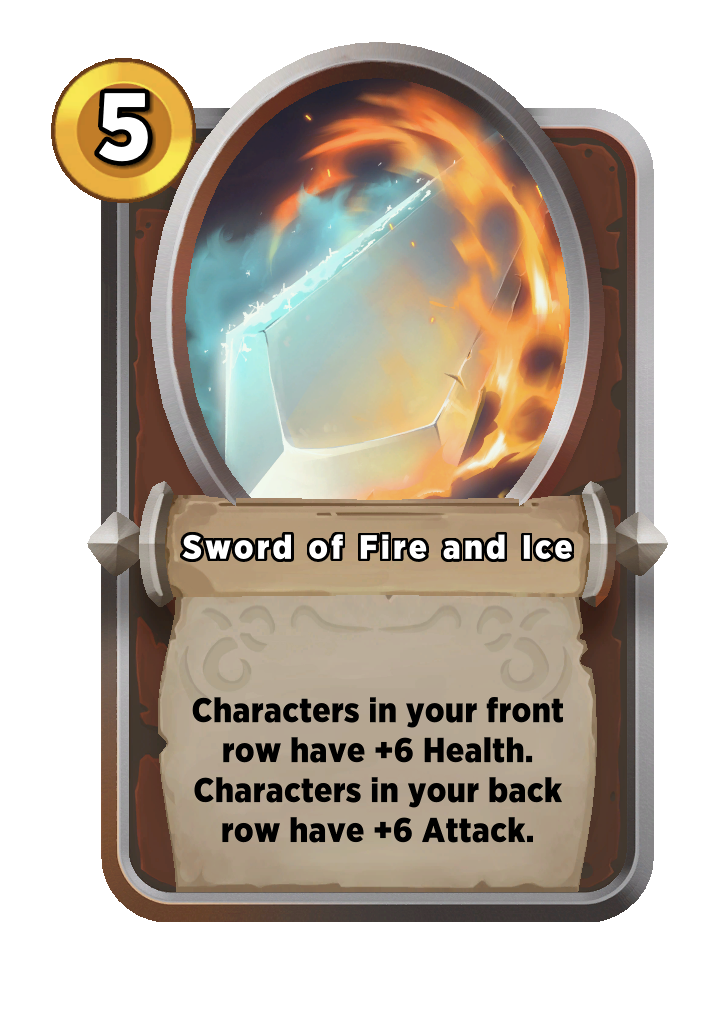 5
Sword of Fire and Ice
Characters in your front
row have +6 Health.
Characters in your back
row have +6 Attack.